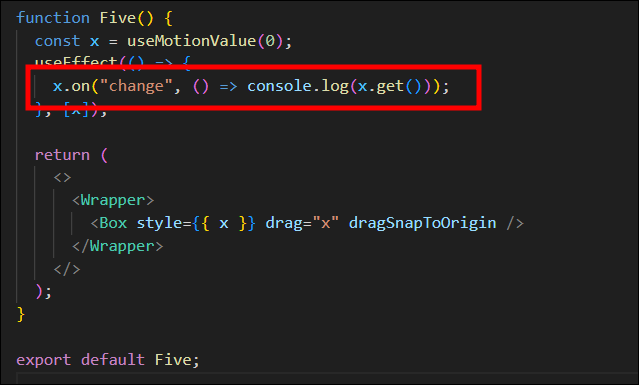 function Five() {
const x = useMotionValue(0);
useEffect(() => {
x.on("change", () => console.log(x.get()));
}, [x]);
return (
<>
<Wrapper>
<Box style={{ x }} drag="x" dragSnapToOrigin />
</Wrapper>
</>
);
}
export default Five;